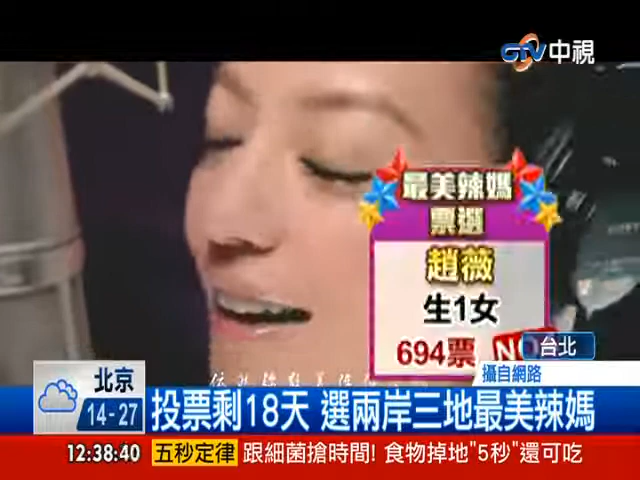 CTV中視
最美辣媽
票選
趙薇
生1女
694票
台北
攝自網路
北京
14-27
投票剩18天 選兩岸三地最美辣媽
12:38:40
五秒定律
跟細菌搶時間! 食物掉地"5秒"還可吃